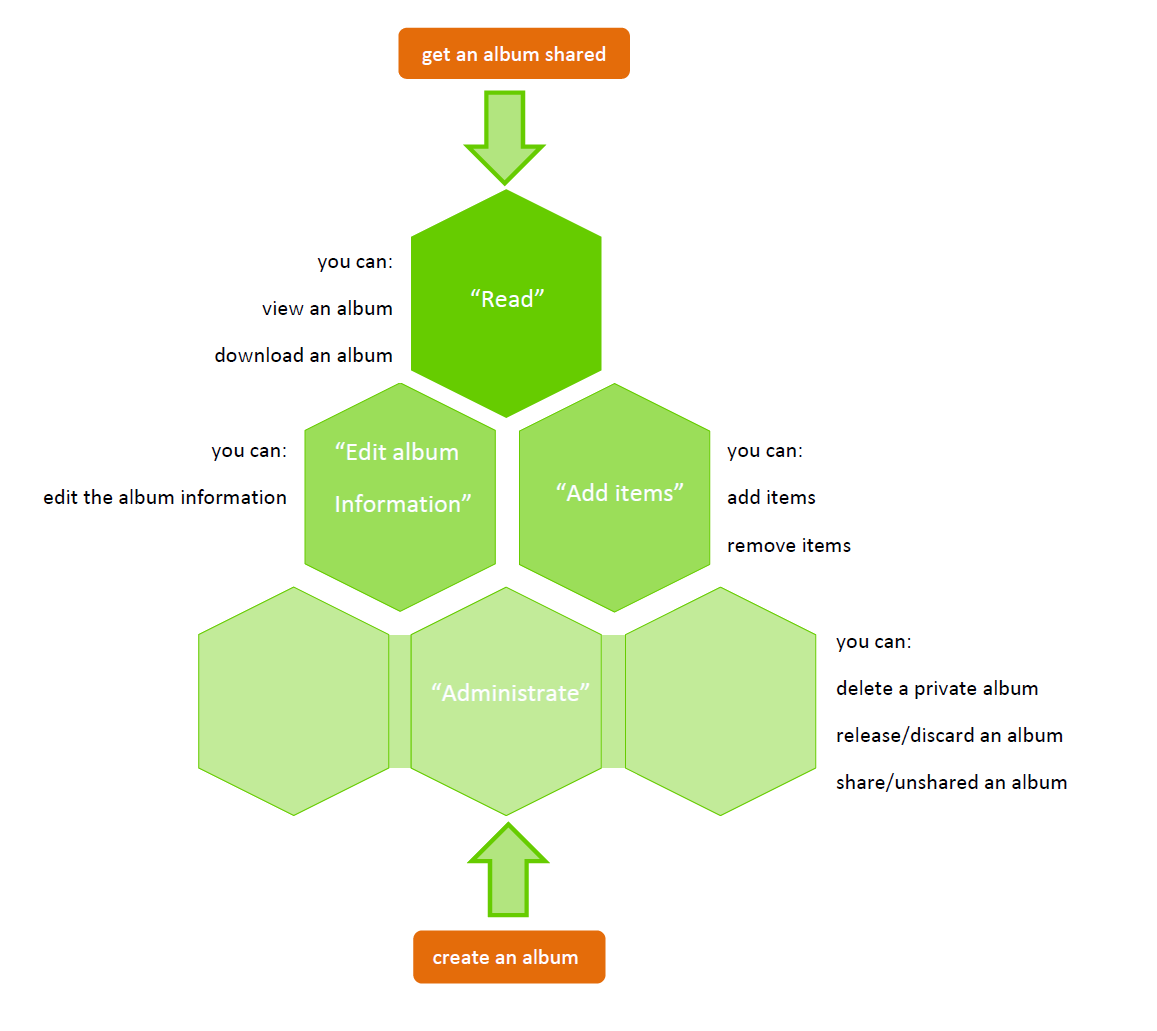 get an album shared
you can:
view an album
download an album
“Read”
you can:
edit the album information
“Edit album
Information”
“Add items”
you can:
add items
remove items
“Administrate”
you can:
delete a private album
release/discard an album
share/unshared an album
create an album